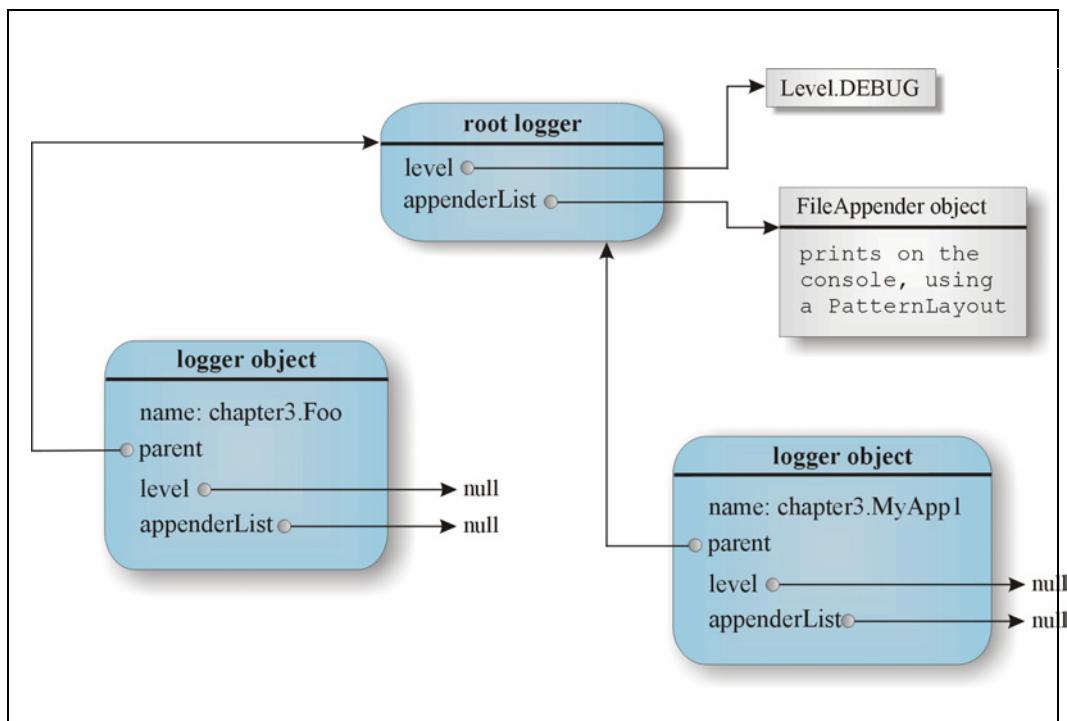 Level.DEBUG
root logger
level
appenderList
FileAppender object
prints on the
console, using
a PatternLayout
logger object
name: chapter3.Foo
parent
level
null
appenderList
null
logger object
name: chapter3.MyApp1
parent
level
null
appenderList
null